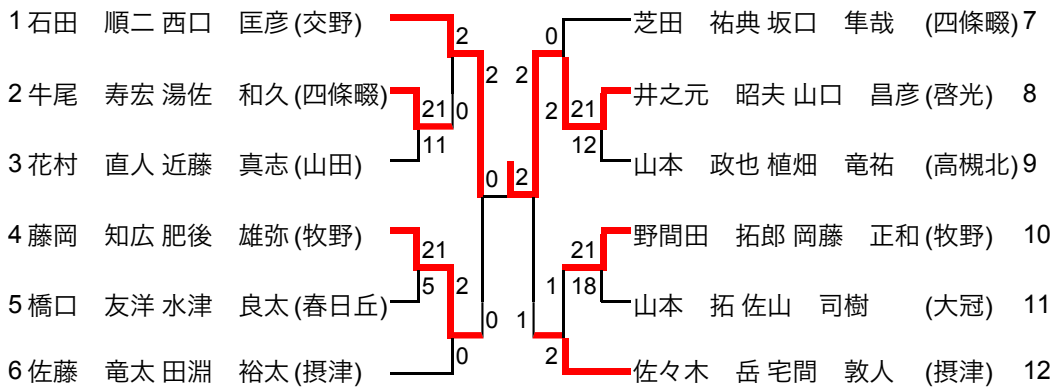 1 石田　順二 西口　匡彦 (交野)
2 牛尾　寿宏 湯佐　和久 (四條畷)
3 花村　直人 近藤　真志 (山田)
4 藤岡　知広 肥後　雄弥 (牧野)
5 橋口　友洋 水津　良太 (春日丘)
6 佐藤　竜太 田淵　裕太 (摂津)
2
21 0
11
2
0
21
5 2
0
0
2
0
2 21
12
2
21
1 18
1
2
芝田　祐典 坂口　隼哉　(四條畷) 7
井之元　昭夫 山口　昌彦 (啓光) 8
山本　政也 植畑　竜祐　(高槻北) 9
野間田　拓郎 岡藤　正和 (牧野) 10
山本　拓 佐山　司樹　(大冠) 11
佐々木　岳 宅間　敦人　(摂津) 12